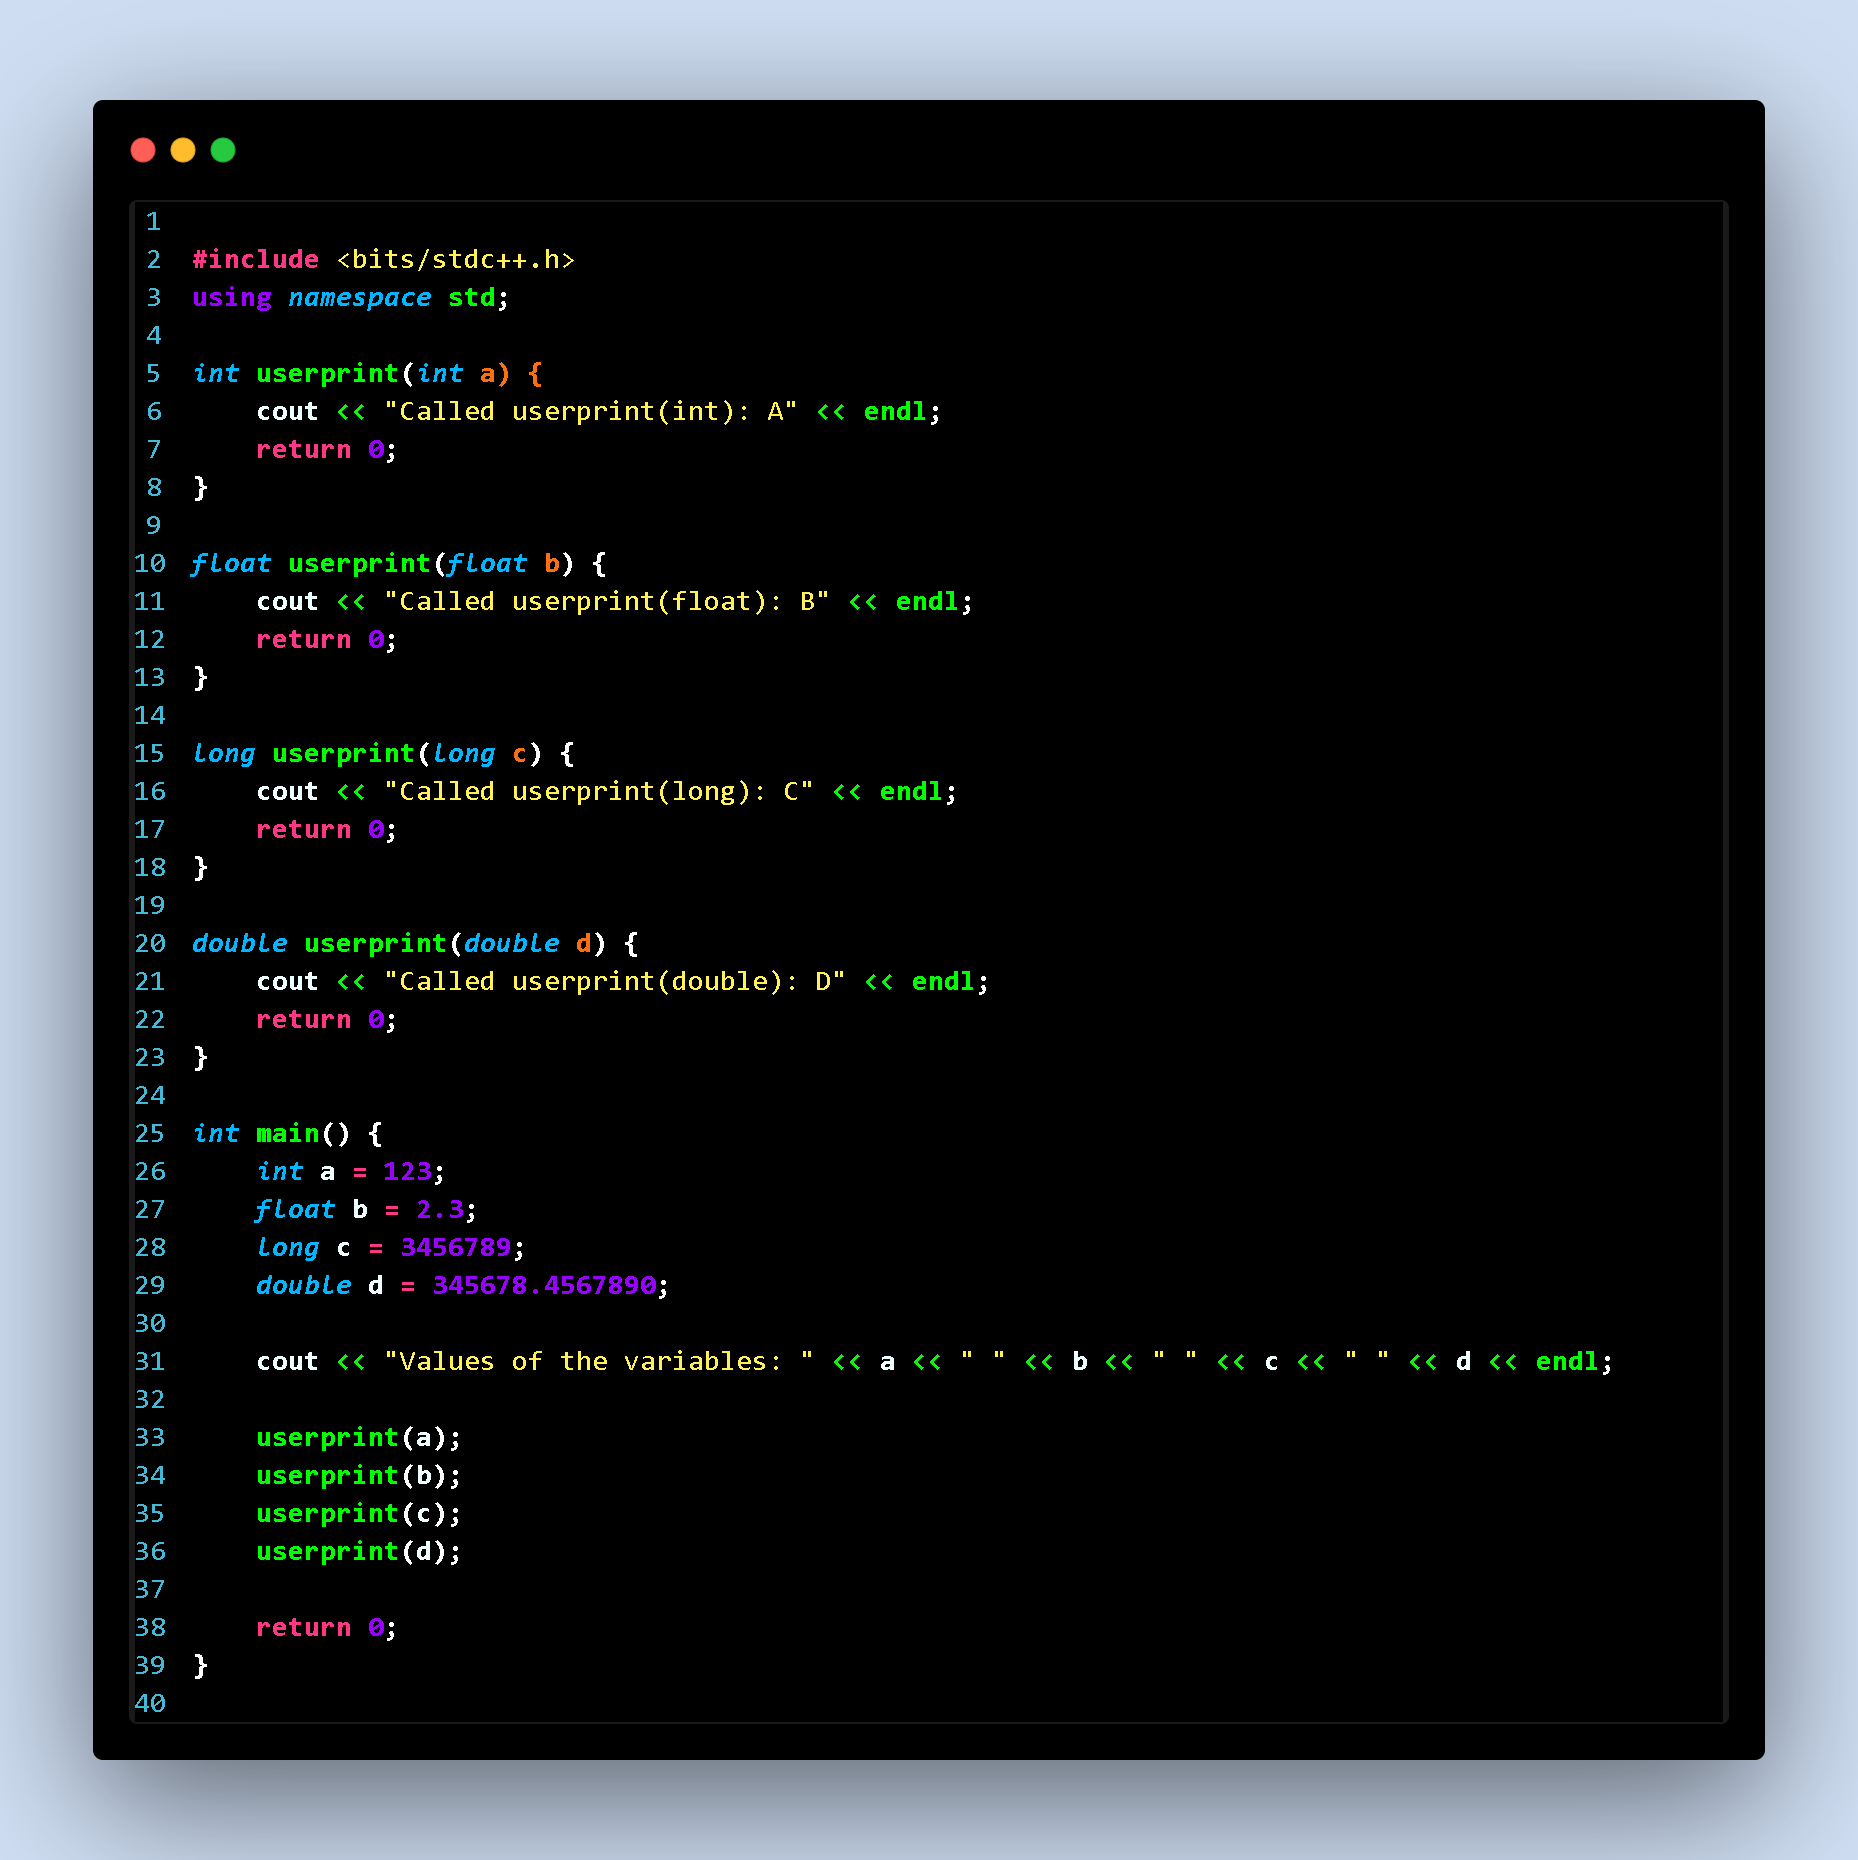 1
2 #include <bits/stdc++.h>
3 using namespace std;
4
5 int userprint(int a) {
6     cout << "Called userprint(int): A" << endl;
7     return 0;
8 }
9
10 float userprint(float b) {
11     cout << "Called userprint(float): B" << endl;
12     return 0;
13 }
14
15 long userprint(long c) {
16     cout << "Called userprint(long): C" << endl;
17     return 0;
18 }
19
20 double userprint(double d) {
21     cout << "Called userprint(double): D" << endl;
22     return 0;
23 }
24
25 int main() {
26     int a = 123;
27     float b = 2.3;
28     long c = 3456789;
29     double d = 345678.4567890;
30
31     cout << "Values of the variables: " << a << " " << b << " " << c << " " << d << endl;
32
33     userprint(a);
34     userprint(b);
35     userprint(c);
36     userprint(d);
37
38     return 0;
39 }
40